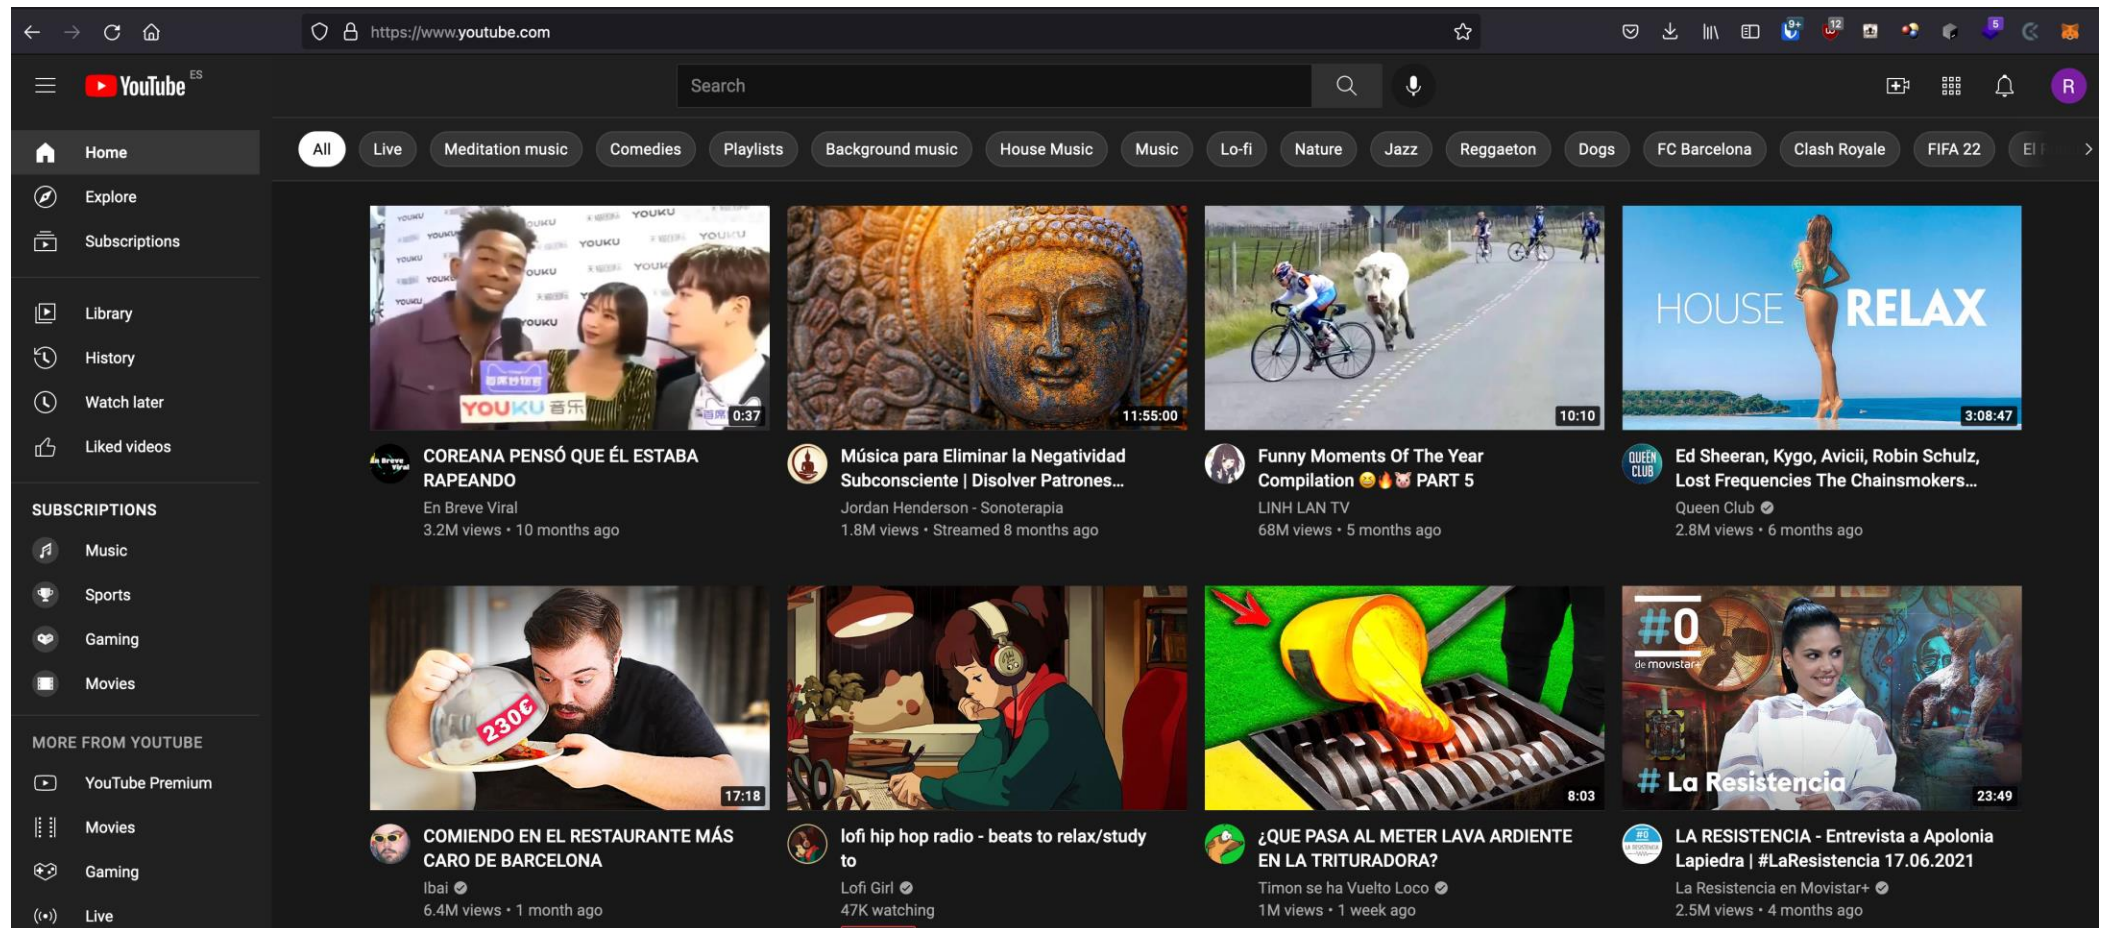 https://www.youtube.com
9+
12
5
YouTube ES
Search
R
Home
Explore
Subscriptions
Library
History
Watch later
Liked videos
SUBSCRIPTIONS
Music
Sports
Gaming
Movies
MORE FROM YOUTUBE
YouTube Premium
Movies
Gaming
Live
All
Live
Meditation music
Comedies
Playlists
Background music
House Music
Music
Lo-fi
Nature
Jazz
Reggaeton
Dogs
FC Barcelona
Clash Royale
FIFA 22
El
YOUKU
YOUKU 音乐
0:37
COREANA PENSÓ QUE ÉL ESTABA
RAPEANDO
En Breve Viral
3.2M views • 10 months ago
11:55:00
Música para Eliminar la Negatividad
Subconsciente | Disolver Patrones...
Jordan Henderson - Sonoterapia
1.8M views • Streamed 8 months ago
10:10
Funny Moments Of The Year
Compilation 😆🔥🐷 PART 5
LINH LAN TV
68M views • 5 months ago
HOUSE RELAX
3:08:47
QUEEN
CLUB
Ed Sheeran, Kygo, Avicii, Robin Schulz,
Lost Frequencies The Chainsmokers...
Queen Club
2.8M views • 6 months ago
230€
17:18
COMIENDO EN EL RESTAURANTE MÁS
CARO DE BARCELONA
Ibai
6.4M views • 1 month ago
lofi hip hop radio - beats to relax/study
to
Lofi Girl
47K watching
8:03
¿QUE PASA AL METER LAVA ARDIENTE
EN LA TRITURADORA?
Timon se ha Vuelto Loco
1M views • 1 week ago
#0
de movistar+
# La Resistencia
23:49
LA RESISTENCIA - Entrevista a Apolonia
Lapiedra | #LaResistencia 17.06.2021
La Resistencia en Movistar+
2.5M views • 4 months ago